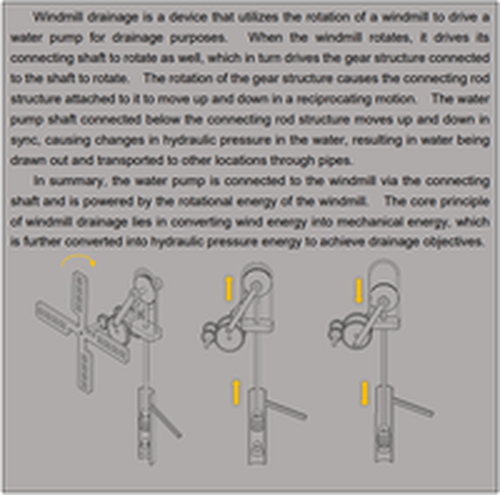 Windmill drainage is a device that utilizes the rotation of a windmill to drive a
water pump for drainage purposes. When the windmill rotates, it drives its
connecting shaft to rotate as well, which in turn drives the gear structure connected
to the shaft to rotate. The rotation of the gear structure causes the connecting rod
structure attached to it to move up and down in a reciprocating motion. The water
pump shaft connected below the connecting rod structure moves up and down in
sync, causing changes in hydraulic pressure in the water, resulting in water being
drawn out and transported to other locations through pipes.
In summary, the water pump is connected to the windmill via the connecting
shaft and is powered by the rotational energy of the windmill. The core principle
of windmill drainage lies in converting wind energy into mechanical energy, which
is further converted into hydraulic pressure energy to achieve drainage objectives.